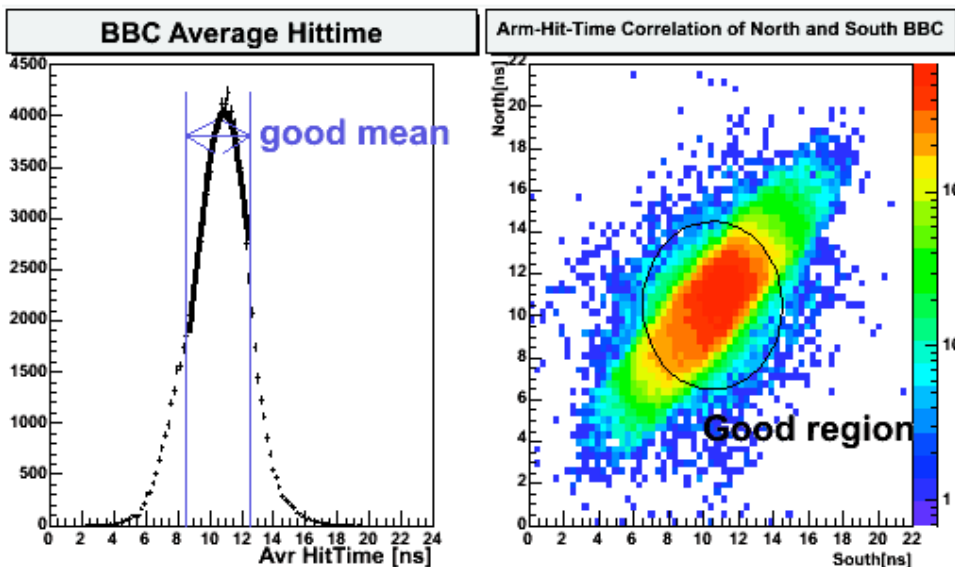 BBC Average Hittime
4500
4000
3500
3000
2500
2000
1500
1000
500
0
good mean
0 2 4 6 8 10 12 14 16 18 20 22 24
Avr HitTime [ns]
Arm-Hit-Time Correlation of North and South BBC
North[ns]
22
20
18
16
14
12
10
8
6
4
2
0
Good region
0 2 4 6 8 10 12 14 16 18 20 22
South[ns]
10
10
1